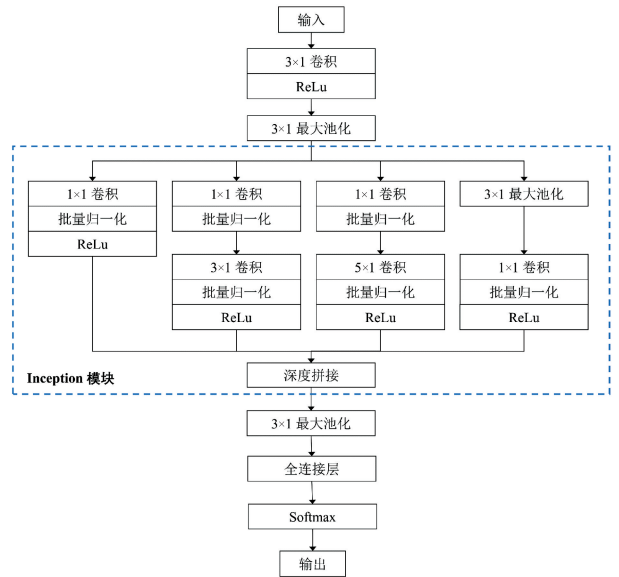 输入
3×1 卷积
ReLu
3×1 最大池化
1×1 卷积
批量归一化
ReLu
1×1 卷积
批量归一化
3×1 卷积
批量归一化
ReLu
1×1 卷积
批量归一化
5×1 卷积
批量归一化
ReLu
3×1 最大池化
1×1 卷积
批量归一化
ReLu
深度拼接
Inception 模块
3×1 最大池化
全连接层
Softmax
输出